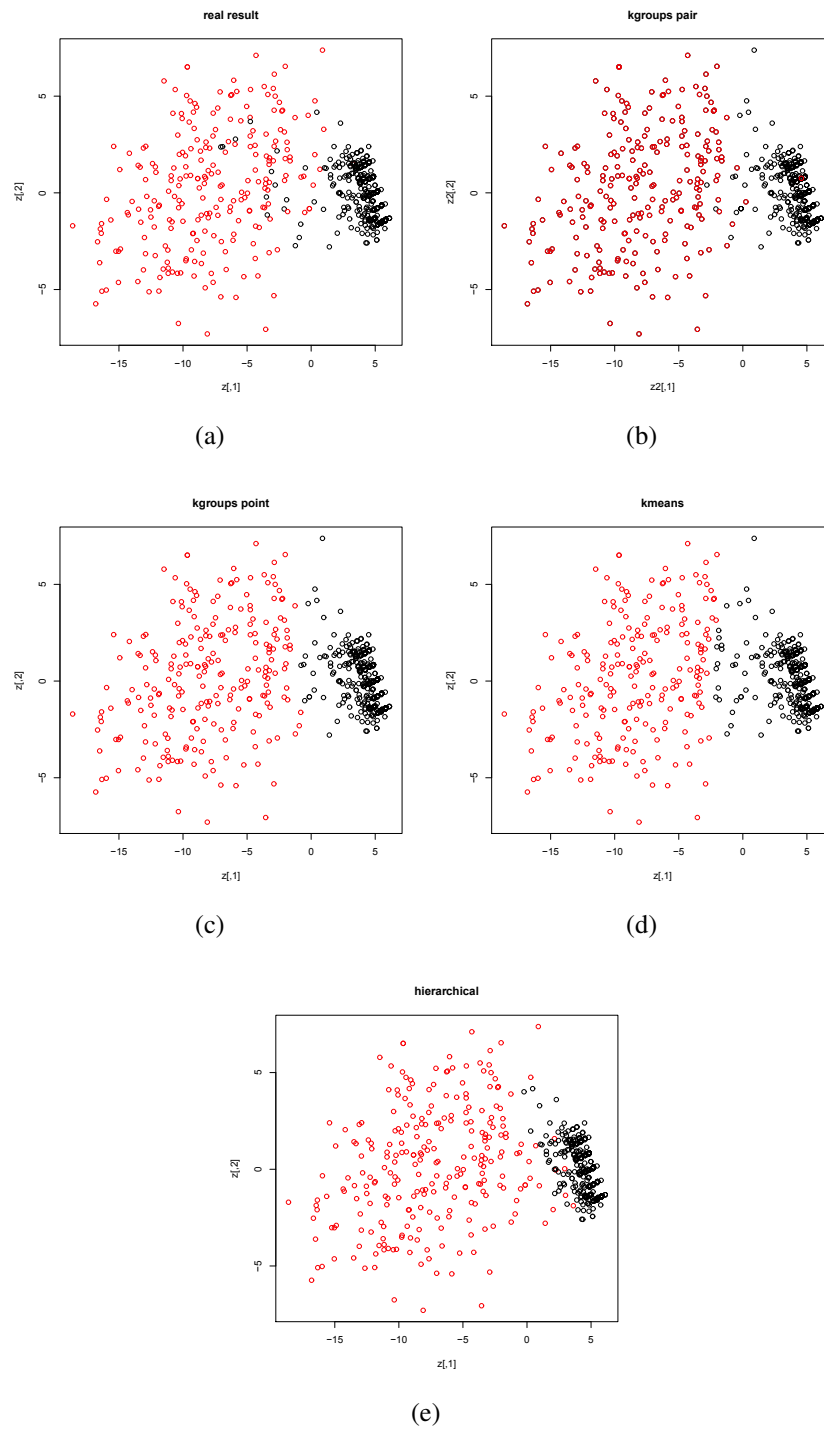 real result
kgroups pair
5
0
−5
z[,2]
−15 −10 −5 0 5
z[,1]
5
0
−5
z2[,2]
−15 −10 −5 0 5
z2[,1]
(a)
(b)
kgroups point
kmeans
5
0
−5
z[,2]
−15 −10 −5 0 5
z[,1]
5
0
−5
z[,2]
−15 −10 −5 0 5
z[,1]
(c)
(d)
hierarchical
5
0
−5
z[,2]
−15 −10 −5 0 5
z[,1]
(e)